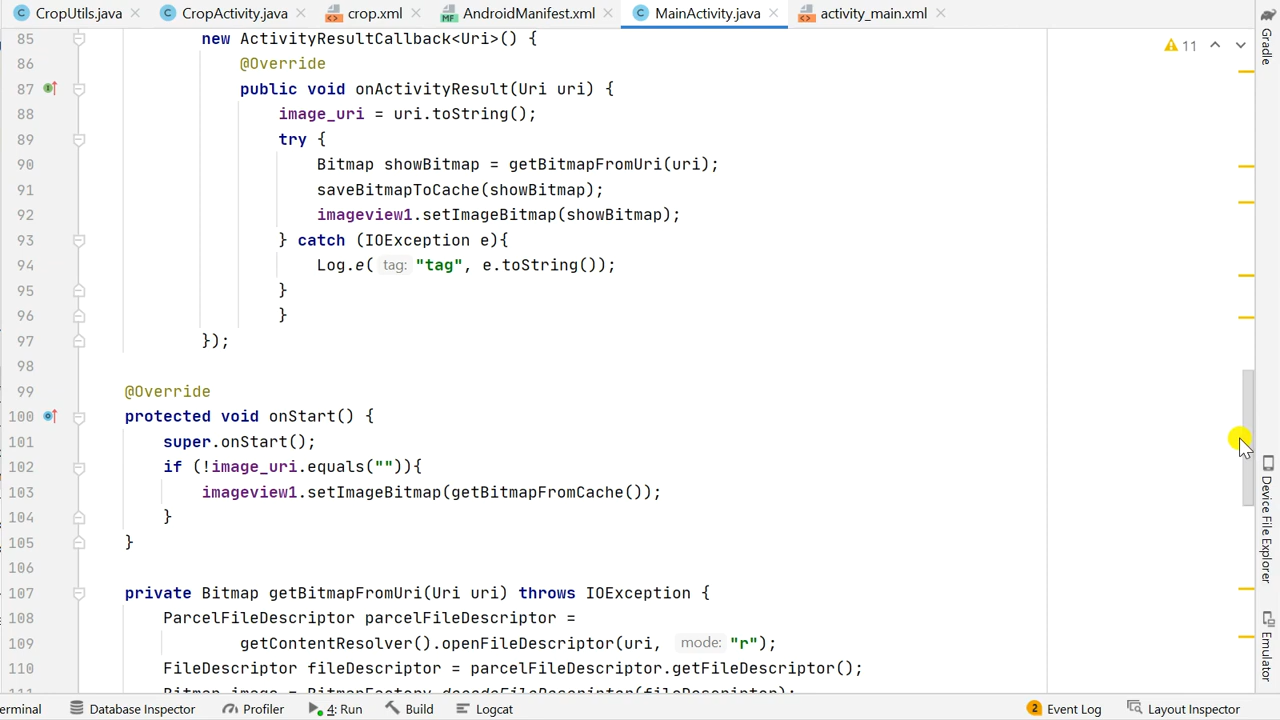 CropUtils.java CropActivity.java crop.xml AndroidManifest.xml MainActivity.java activity_main.xml
11
85 new ActivityResultCallback<Uri>() {
86 @Override
87 public void onActivityResult(Uri uri) {
88 image_uri = uri.toString();
89 try {
90 Bitmap showBitmap = getBitmapFromUri(uri);
91 saveBitmapToCache(showBitmap);
92 imageview1.setImageBitmap(showBitmap);
93 } catch (IOException e){
94 Log.e( tag: "tag", e.toString());
95 }
96 }
97 });
98
99 @Override
100 protected void onStart() {
101 super.onStart();
102 if (!image_uri.equals("")){
103 imageview1.setImageBitmap(getBitmapFromCache());
104 }
105 }
106
107 private Bitmap getBitmapFromUri(Uri uri) throws IOException {
108 ParcelFileDescriptor parcelFileDescriptor =
109 getContentResolver().openFileDescriptor(uri, mode: "r");
110 FileDescriptor fileDescriptor = parcelFileDescriptor.getFileDescriptor();
111 Bitmap image = BitmapFactory.decodeFileDescriptor(fileDescriptor);
Gradle
Device File Explorer
Emulator
erminal Database Inspector Profiler 4: Run Build Logcat 2 Event Log Layout Inspector